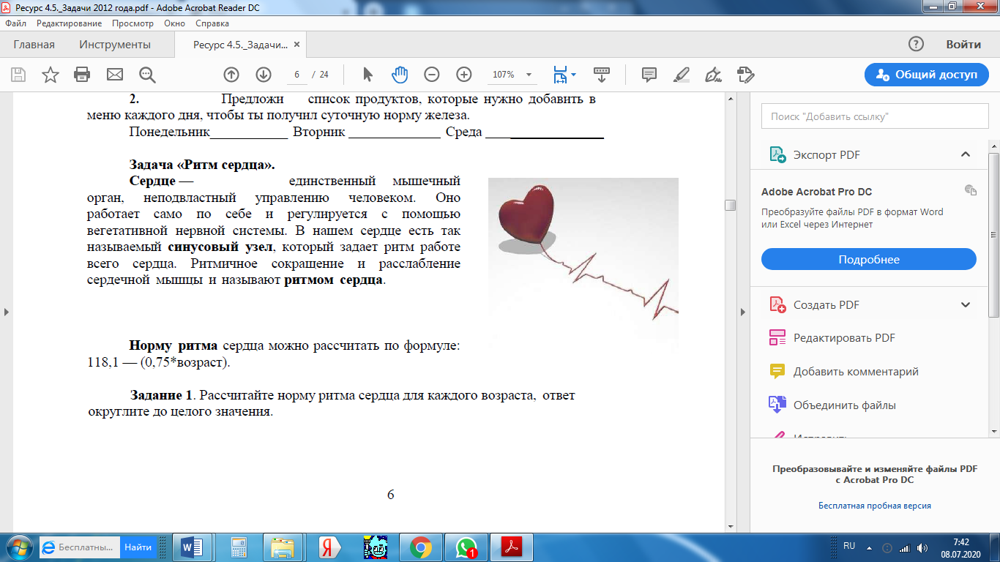 Ресурс 4.5._Задачи 2012 года.pdf - Adobe Acrobat Reader DC
Файл Редактирование Просмотр Окно Справка
Главная Инструменты Ресурс 4.5._Задачи... × Войти
6 / 24 107% Общий доступ
2. Предложи список продуктов, которые нужно добавить в
меню каждого дня, чтобы ты получил суточную норму железа.
Понедельник___________ Вторник _____________ Среда _________________
Задача «Ритм сердца».
Сердце — единственный мышечный
орган, неподвластный управлению человеком. Оно
работает само по себе и регулируется с помощью
вегетативной нервной системы. В нашем сердце есть так
называемый синусовый узел, который задает ритм работе
всего сердца. Ритмичное сокращение и расслабление
сердечной мышцы и называют ритмом сердца.
Норму ритма сердца можно рассчитать по формуле:
118,1 — (0,75*возраст).
Задание 1. Рассчитайте норму ритма сердца для каждого возраста, ответ
округлите до целого значения.
6
Поиск "Добавить ссылку"
Экспорт PDF
Adobe Acrobat Pro DC
Преобразуйте файлы PDF в формат Word
или Excel через Интернет
Подробнее
Создать PDF
Редактировать PDF
Добавить комментарий
Объединить файлы
Преобразовывайте и изменяйте файлы PDF
с Acrobat Pro DC
Бесплатная пробная версия
Бесплатны... Найти
RU 7:42
08.07.2020